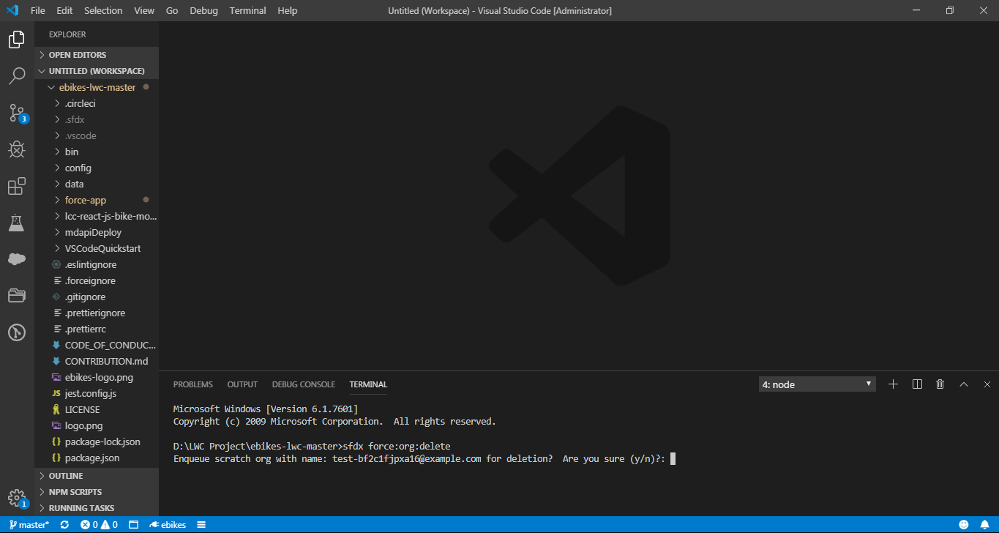 File Edit Selection View Go Debug Terminal Help Untitled (Workspace) - Visual Studio Code [Administrator]
EXPLORER
OPEN EDITORS
UNTITLED (WORKSPACE)
ebikes-lwc-master
.circleci
.sfdx
.vscode
bin
config
data
force-app
lcc-react-js-bike-mo...
mdapiDeploy
VSCodeQuickstart
.eslintignore
.forceignore
.gitignore
.prettierignore
.prettierrc
CODE_OF_CONDUC...
CONTRIBUTION.md
ebikes-logo.png
JS jest.config.js
LICENSE
logo.png
{} package-lock.json
{} package.json
OUTLINE
NPM SCRIPTS
RUNNING TASKS
3
1
PROBLEMS OUTPUT DEBUG CONSOLE TERMINAL 4: node
Microsoft Windows [Version 6.1.7601]
Copyright (c) 2009 Microsoft Corporation.  All rights reserved.
D:\LWC Project\ebikes-lwc-master>sfdx force:org:delete
Enqueue scratch org with name: test-bf2c1fjpxa16@example.com for deletion?  Are you sure (y/n)?:
master* 0 0 ebikes